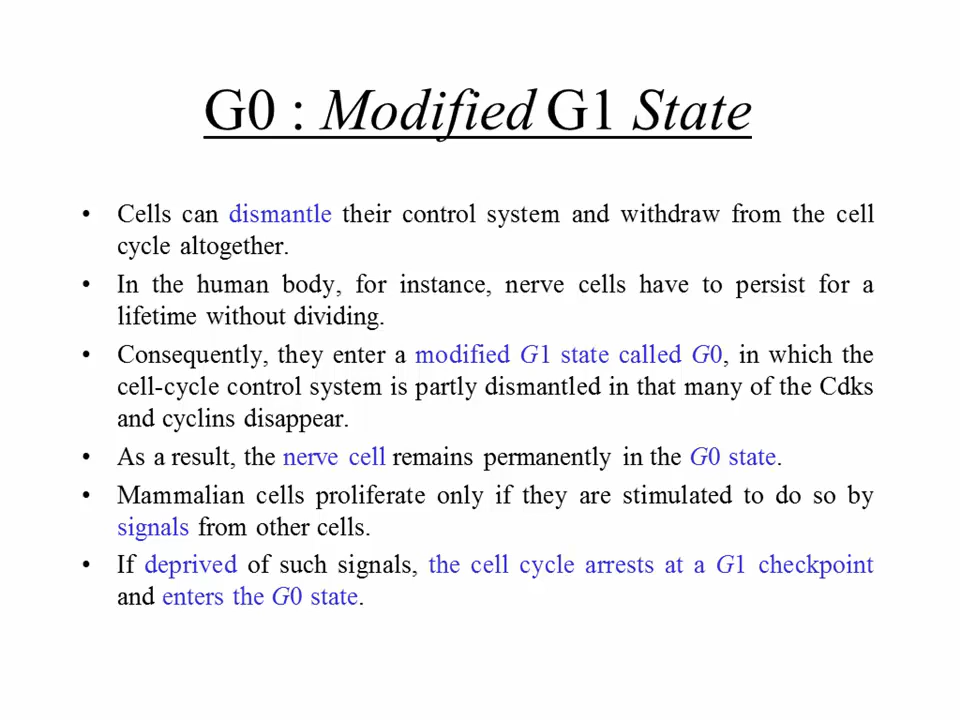 G0 : Modified G1 State
• Cells can dismantle their control system and withdraw from the cell
cycle altogether.
• In the human body, for instance, nerve cells have to persist for a
lifetime without dividing.
• Consequently, they enter a modified G1 state called G0, in which the
cell-cycle control system is partly dismantled in that many of the Cdks
and cyclins disappear.
• As a result, the nerve cell remains permanently in the G0 state.
• Mammalian cells proliferate only if they are stimulated to do so by
signals from other cells.
• If deprived of such signals, the cell cycle arrests at a G1 checkpoint
and enters the G0 state.